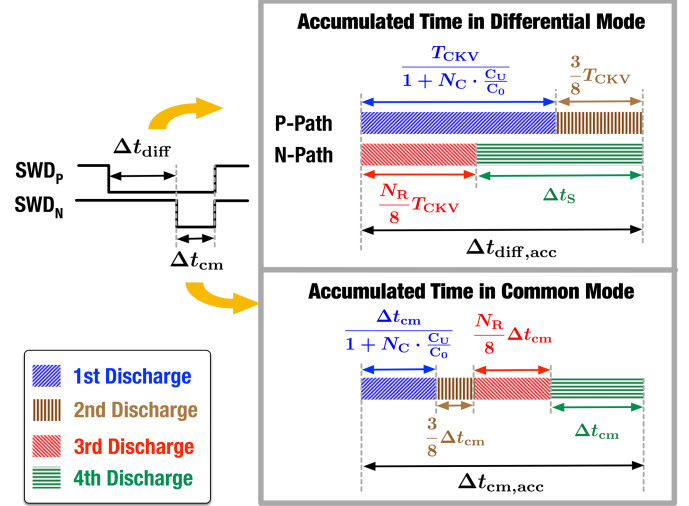 Accumulated Time in Differential Mode
T_CKV / (1 + N_C · C_U/C_0)
3/8 T_CKV
P-Path
N-Path
N_R/8 T_CKV
Δt_S
Δt_diff,acc
Δt_diff
SWD_P
SWD_N
Δt_cm
Accumulated Time in Common Mode
Δt_cm / (1 + N_C · C_U/C_0)
N_R/8 Δt_cm
3/8 Δt_cm
Δt_cm
Δt_cm,acc
1st Discharge
2nd Discharge
3rd Discharge
4th Discharge